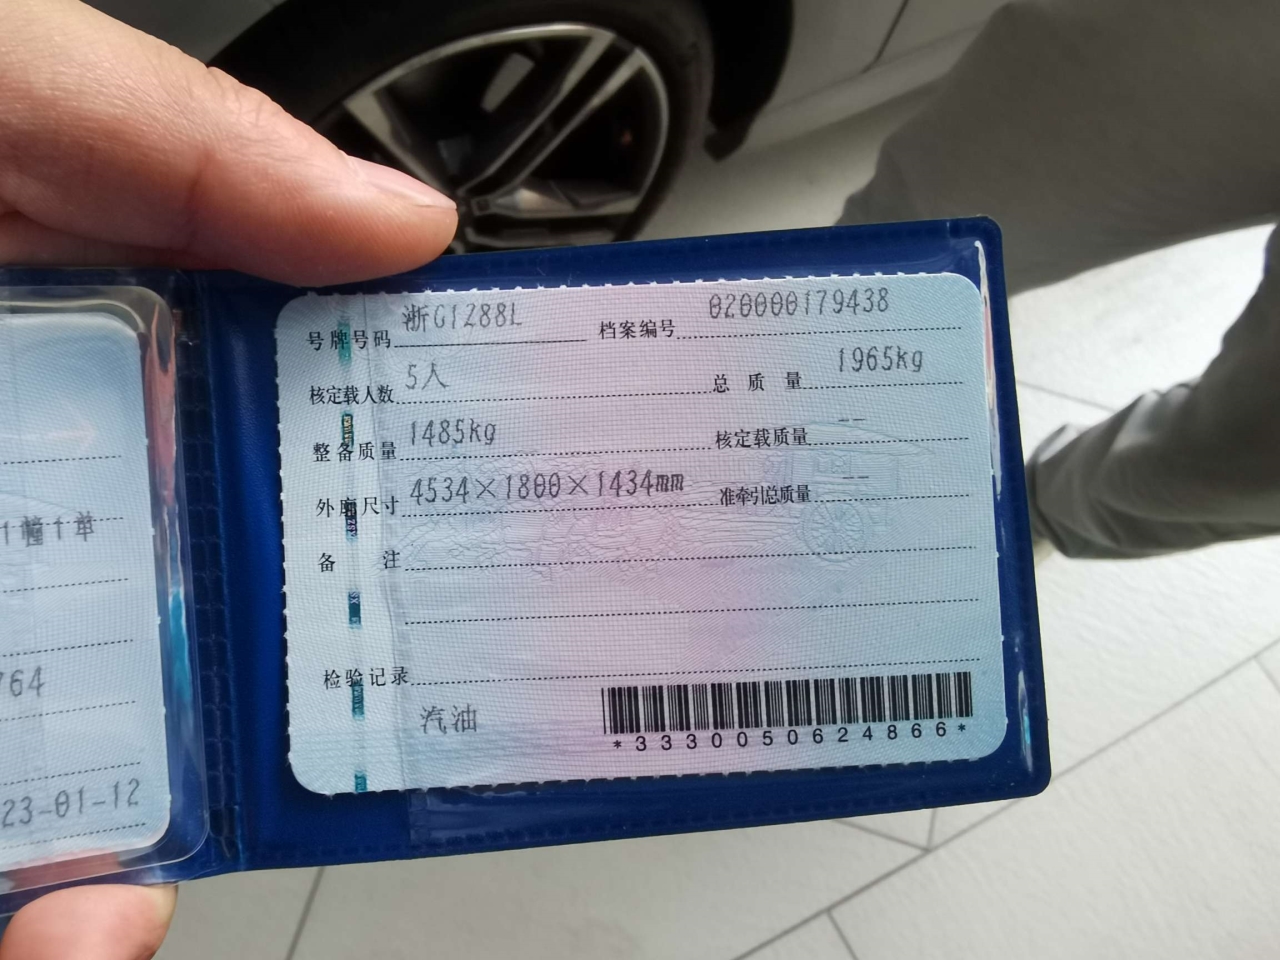 号牌号码 浙G1288L 档案编号 020000179438
核定载人数 5人 总质量 1965kg
整备质量 1485kg 核定载质量 --
外廓尺寸 4534×1800×1434mm 准牵引总质量 --
备注
检验记录
汽油
*3330050624866*
1幢1单
764
23-01-12